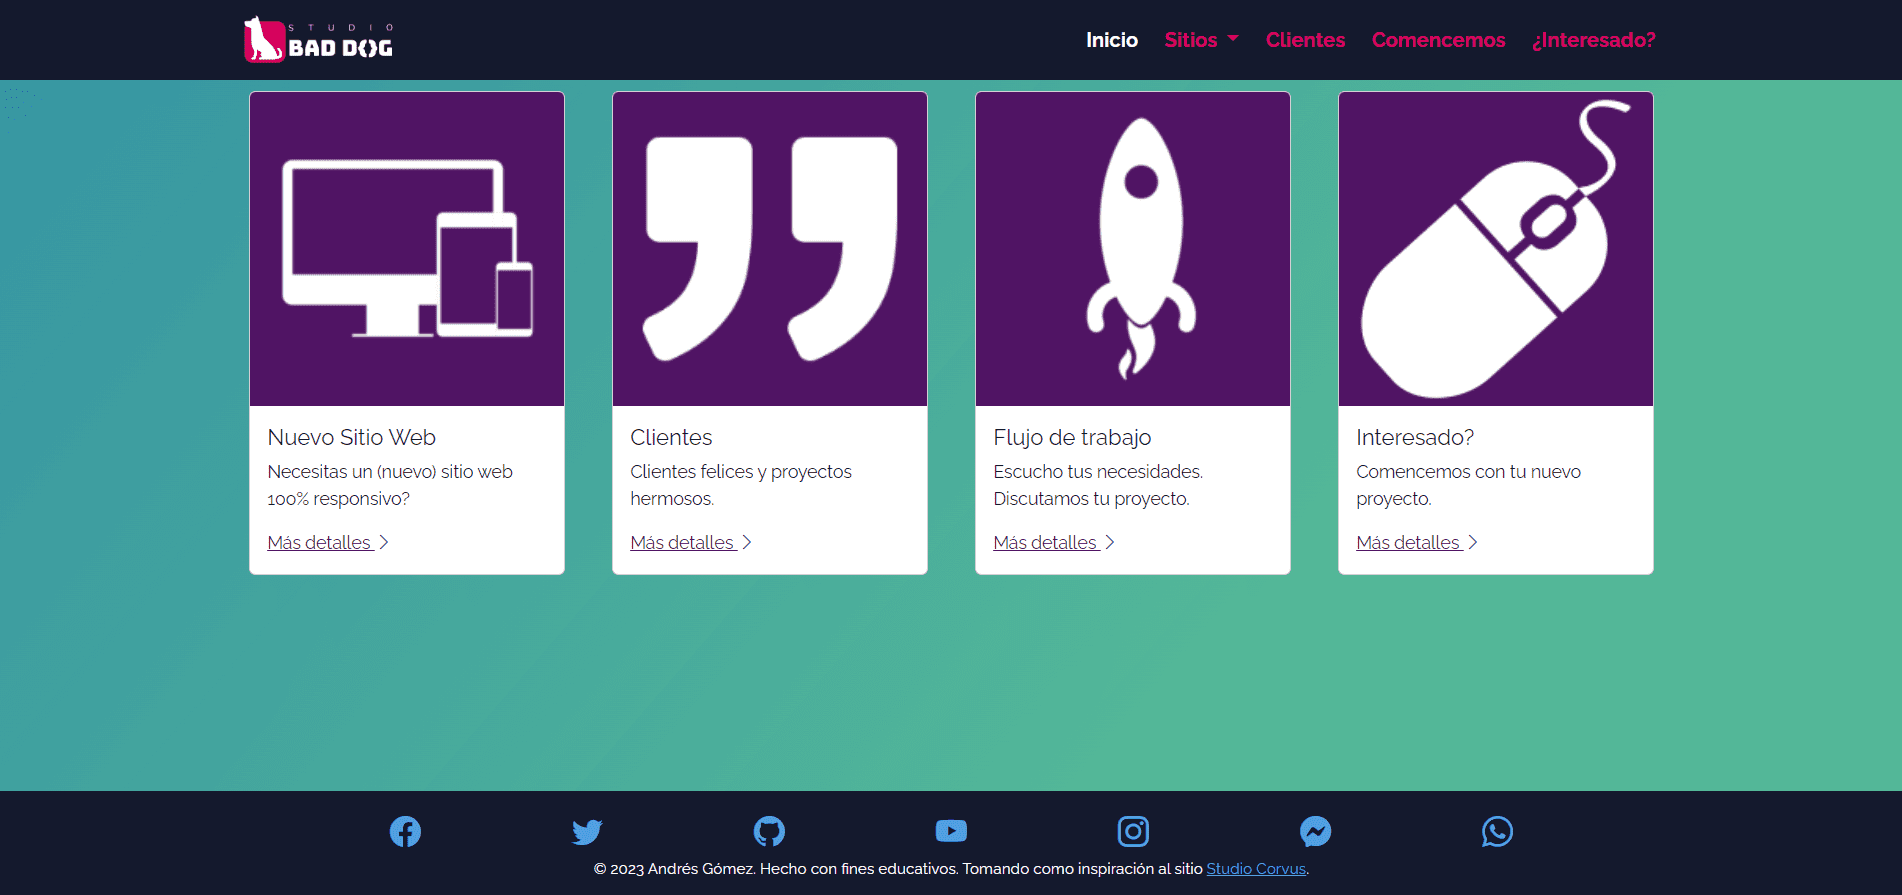 STUDIO
BAD DOG
Inicio
Sitios
Clientes
Comencemos
¿Interesado?
Nuevo Sitio Web
Necesitas un (nuevo) sitio web
100% responsivo?
Más detalles
Clientes
Clientes felices y proyectos
hermosos.
Más detalles
Flujo de trabajo
Escucho tus necesidades.
Discutamos tu proyecto.
Más detalles
Interesado?
Comencemos con tu nuevo
proyecto.
Más detalles
© 2023 Andrés Gómez. Hecho con fines educativos. Tomando como inspiración al sitio Studio Corvus.